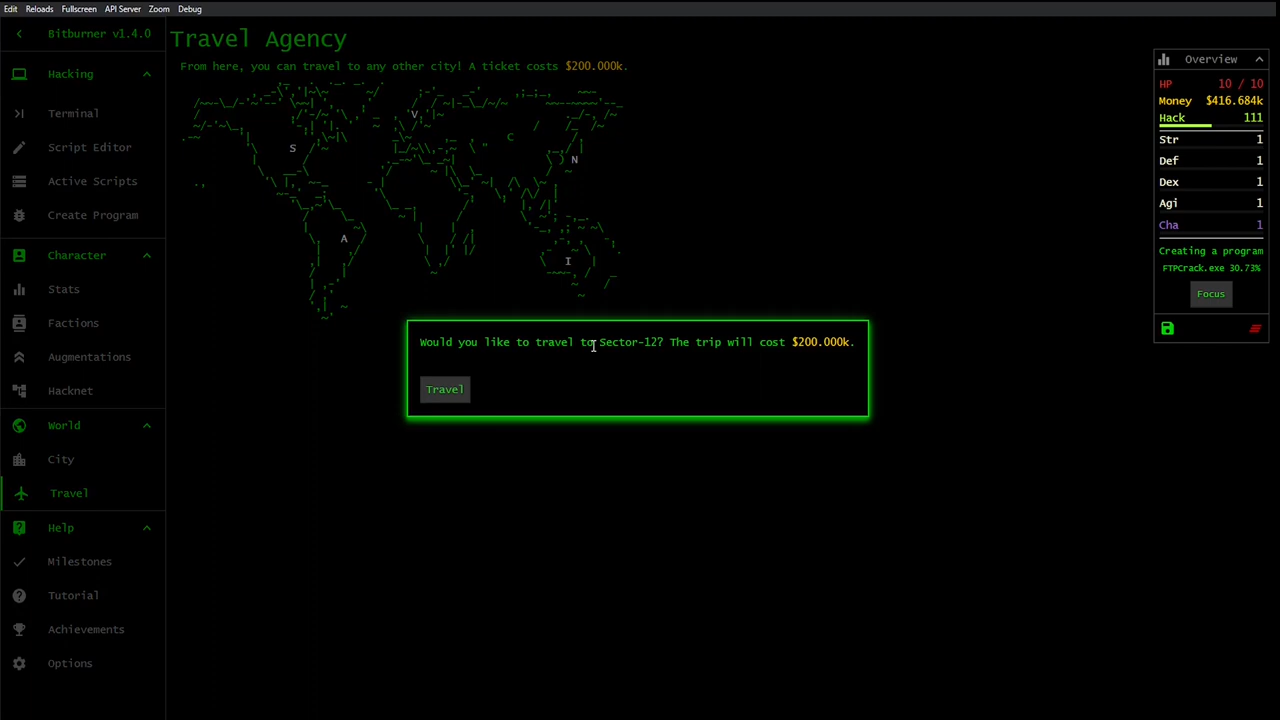 Edit Reloads Fullscreen API Server Zoom Debug
Bitburner v1.4.0
Hacking
Terminal
Script Editor
Active Scripts
Create Program
Character
Stats
Factions
Augmentations
Hacknet
World
City
Travel
Help
Milestones
Tutorial
Achievements
Options
Travel Agency
From here, you can travel to any other city! A ticket costs $200.000k.
V
S
C
N
A
I
Would you like to travel to Sector-12? The trip will cost $200.000k.
Travel
Overview
HP 10 / 10
Money $416.684k
Hack 111
Str 1
Def 1
Dex 1
Agi 1
Cha 1
Creating a program
FTPCrack.exe 30.73%
Focus